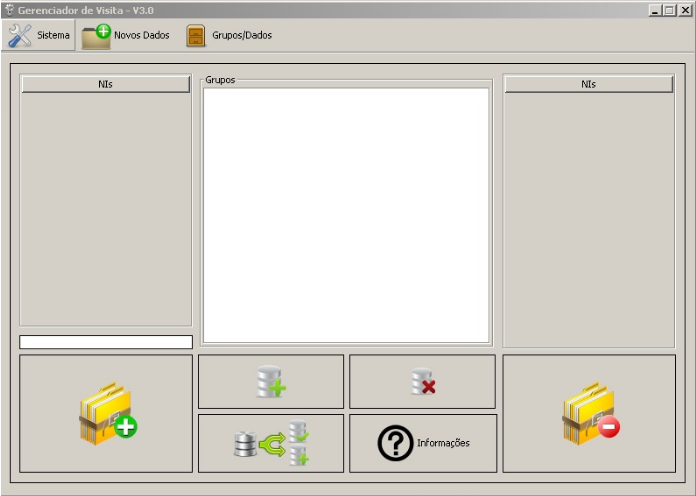 Gerenciador de Visita - V3.0
Sistema Novos Dados Grupos/Dados
NIs
Grupos
NIs
Informações